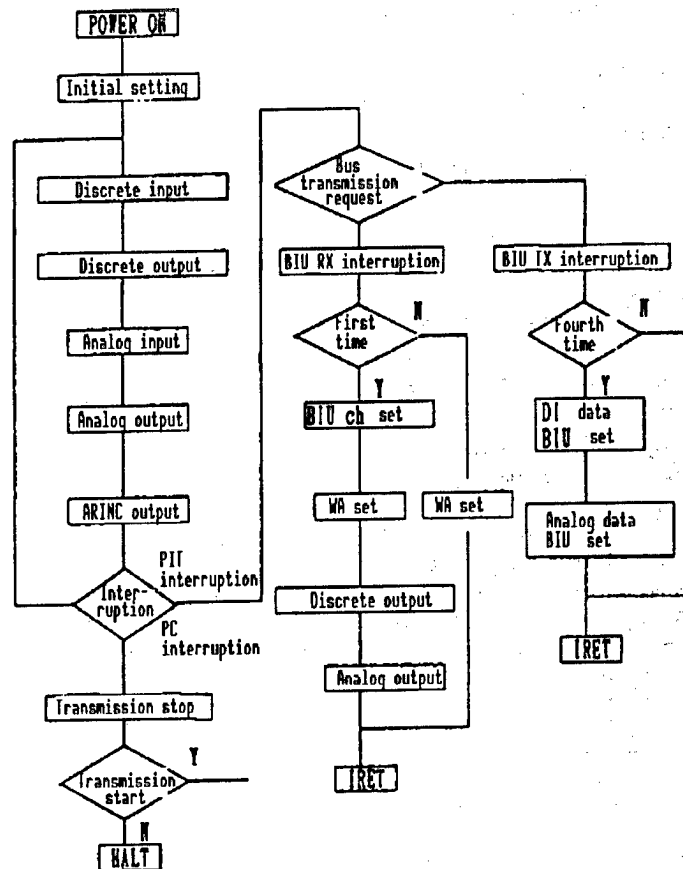 POWER ON
Initial setting
Discrete input
Discrete output
Analog input
Analog output
ARINC output
PIT
interruption
Inter-
ruption
PC
interruption
Transmission stop
Y
Transmission
start
N
HALT
Bus
transmission
request
BIU RX interruption
First
time
N
Y
BIU ch set
WA set
WA set
Discrete output
Analog output
IRET
BIU TX interruption
Fourth
time
N
Y
DI data
BIU set
Analog data
BIU set
IRET